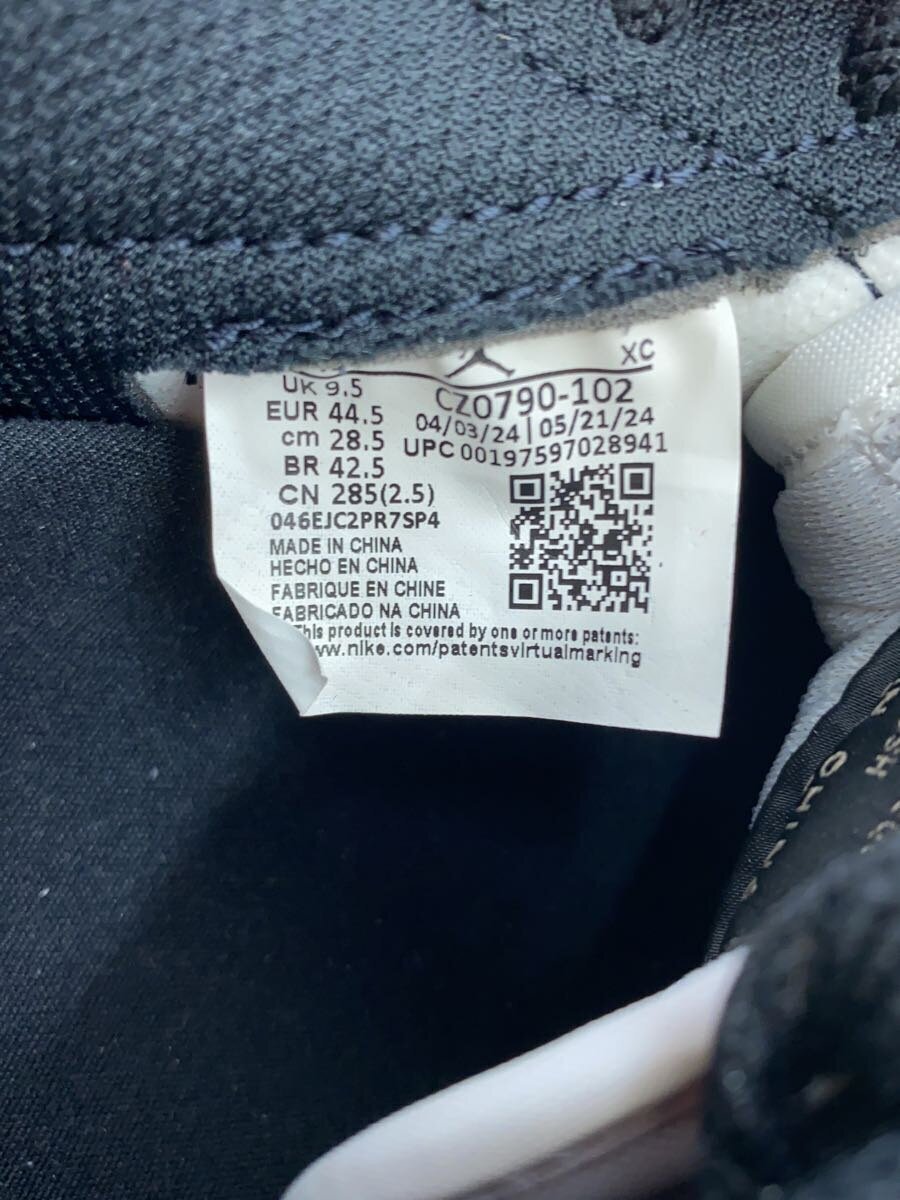 XC
UK 9.5
EUR 44.5
cm 28.5
BR 42.5
CN 285(2.5)
CZ0790-102
04/03/24 | 05/21/24
UPC 00197597028941
046EJC2PR7SP4
MADE IN CHINA
HECHO EN CHINA
FABRIQUE EN CHINE
FABRICADO NA CHINA
This product is covered by one or more patents:
www.nike.com/patentsvirtualmarking